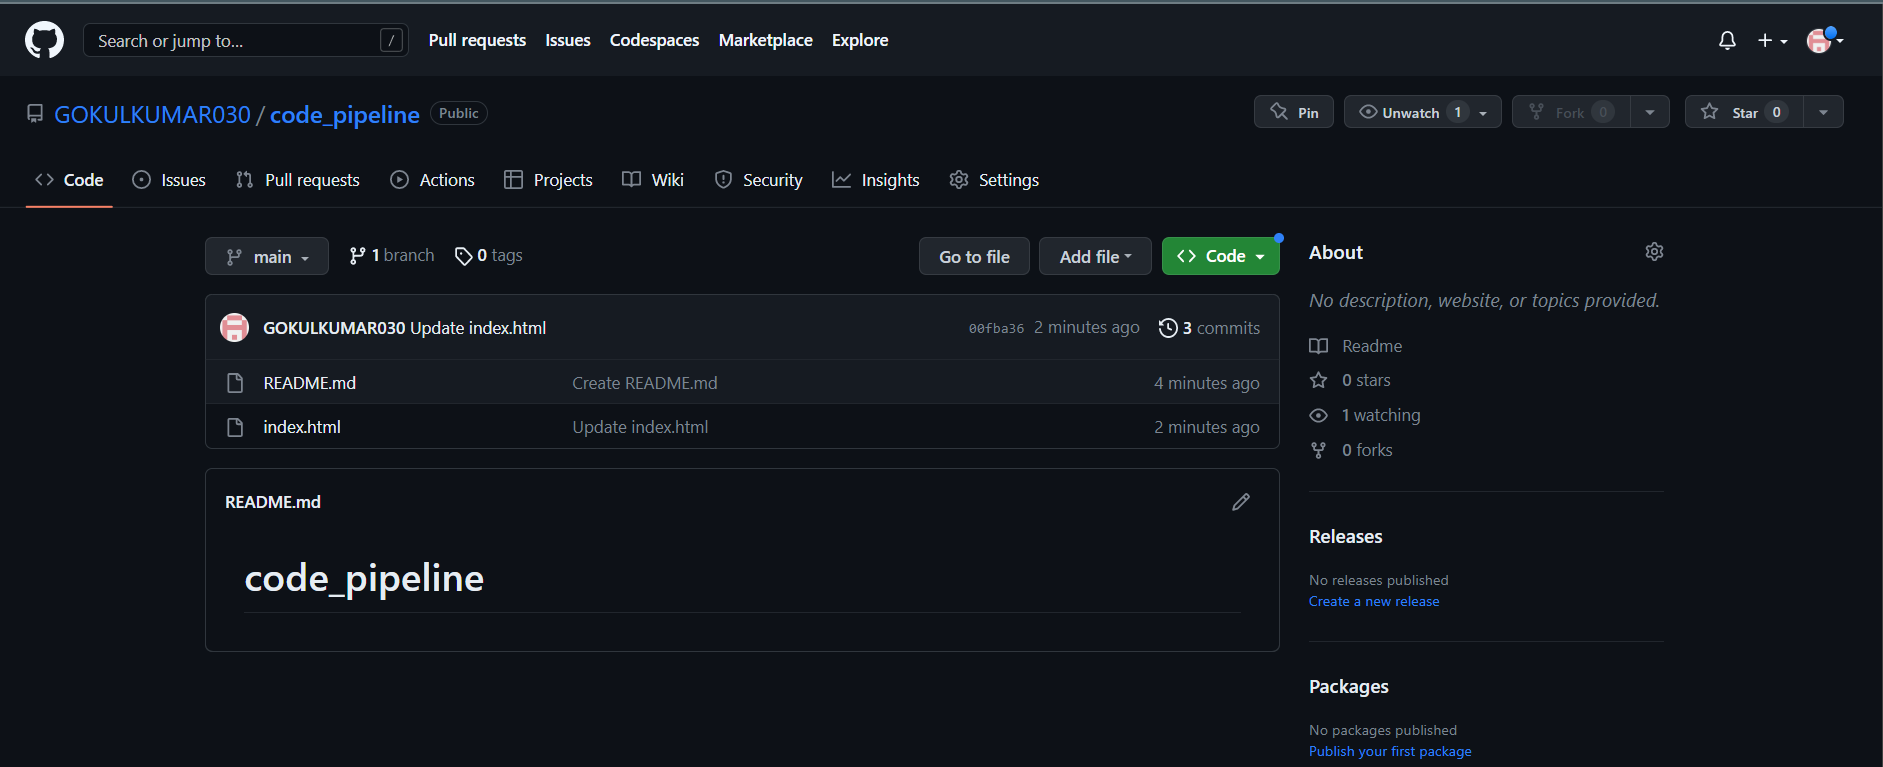 Search or jump to... / Pull requests Issues Codespaces Marketplace Explore
GOKULKUMAR030 / code_pipeline Public Pin Unwatch 1 Fork 0 Star 0
Code Issues Pull requests Actions Projects Wiki Security Insights Settings
main 1 branch 0 tags Go to file Add file Code
GOKULKUMAR030 Update index.html 00fba36 2 minutes ago 3 commits
README.md Create README.md 4 minutes ago
index.html Update index.html 2 minutes ago
README.md
code_pipeline
About
No description, website, or topics provided.
Readme
0 stars
1 watching
0 forks
Releases
No releases published
Create a new release
Packages
No packages published
Publish your first package